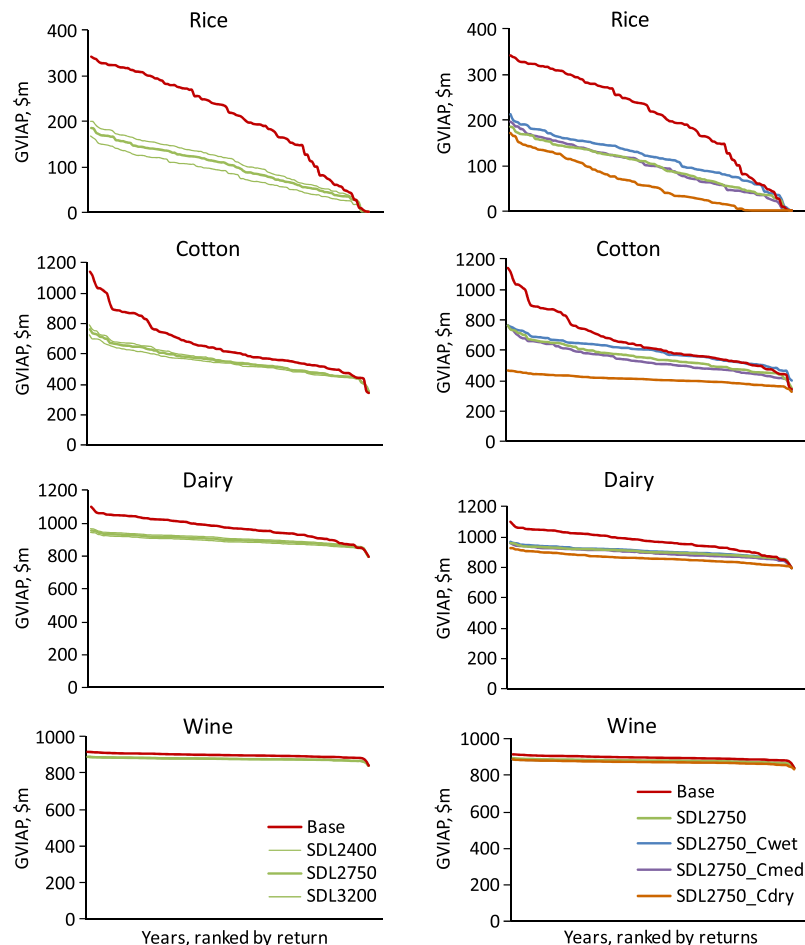 Rice
400
300
200
100
0
GVIAP, $m
Rice
400
300
200
100
0
GVIAP, $m
Cotton
1200
1000
800
600
400
200
0
GVIAP, $m
Cotton
1200
1000
800
600
400
200
0
GVIAP, $m
Dairy
1200
1000
800
600
400
200
0
GVIAP, $m
Dairy
1200
1000
800
600
400
200
0
GVIAP, $m
Wine
1000
800
600
400
200
0
GVIAP, $m
Base
SDL2400
SDL2750
SDL3200
Years, ranked by return
Wine
1000
800
600
400
200
0
GVIAP, $m
Base
SDL2750
SDL2750_Cwet
SDL2750_Cmed
SDL2750_Cdry
Years, ranked by returns